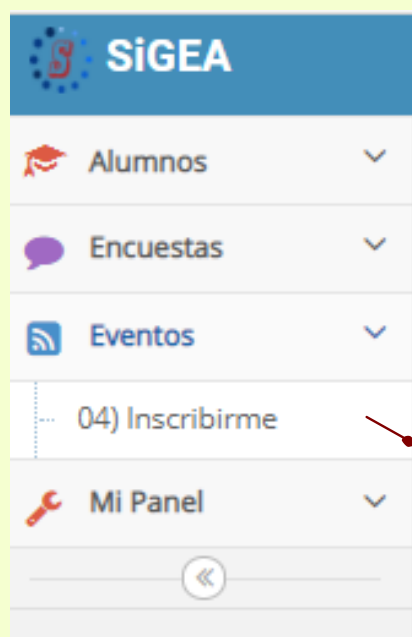 SiGEA
Alumnos
Encuestas
Eventos
04) Inscribirme
Mi Panel